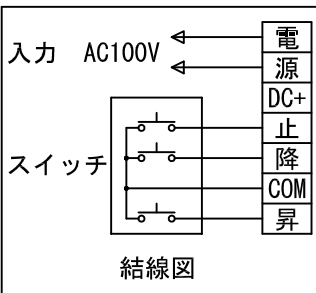 入力 AC100V
スイッチ
電
源
DC+
止
降
COM
昇
結線図